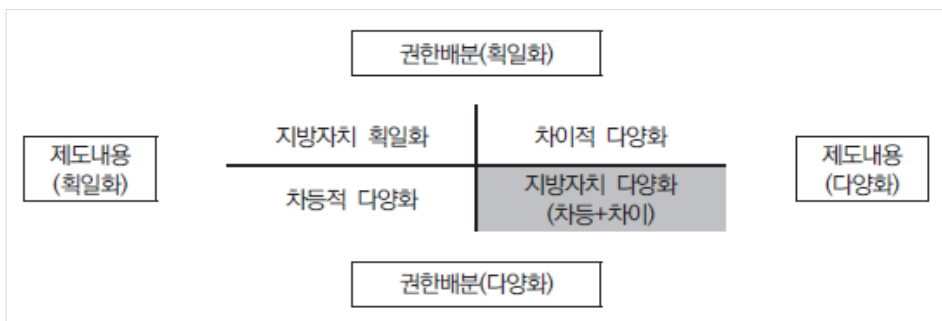 권한배분(획일화)
지방자치 획일화
차이적 다양화
제도내용
(획일화)
제도내용
(다양화)
차등적 다양화
지방자치 다양화
(차등+차이)
권한배분(다양화)